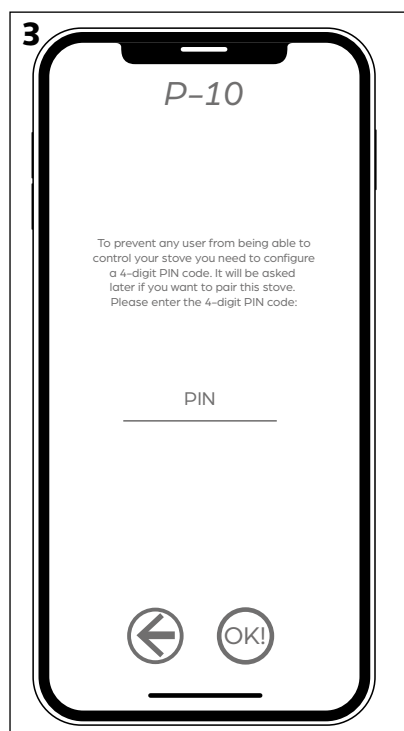 3
P-10
To prevent any user from being able to
control your stove you need to configure
a 4-digit PIN code. It will be asked
later if you want to pair this stove.
Please enter the 4-digit PIN code:
PIN
OK!